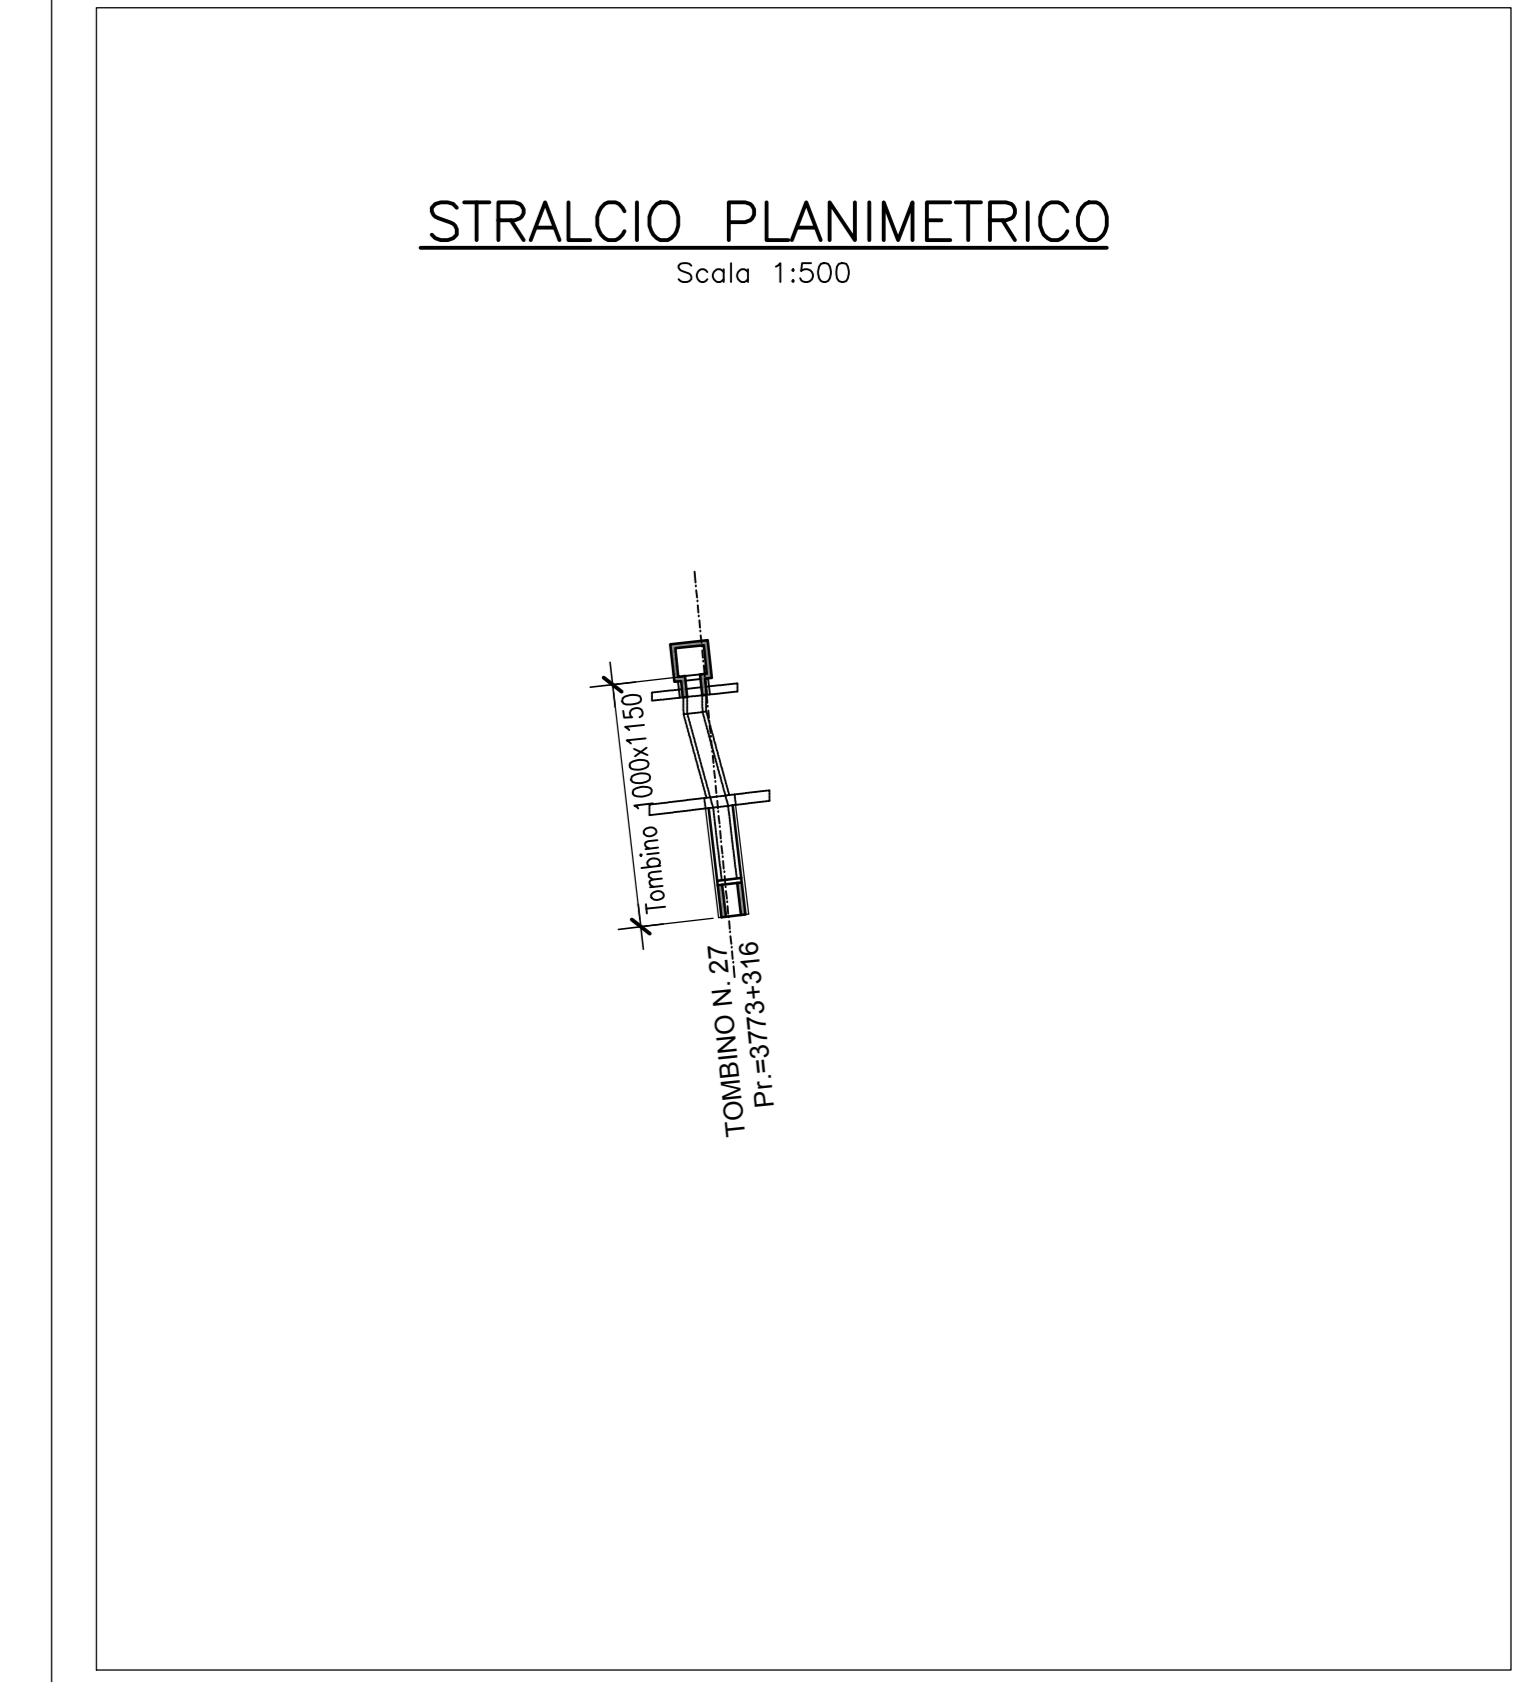 STRALCIO PLANIMETRICO
Scala 1:500
Tombino 1000x1150
TOMBINO N. 27
Pr.=3773+316